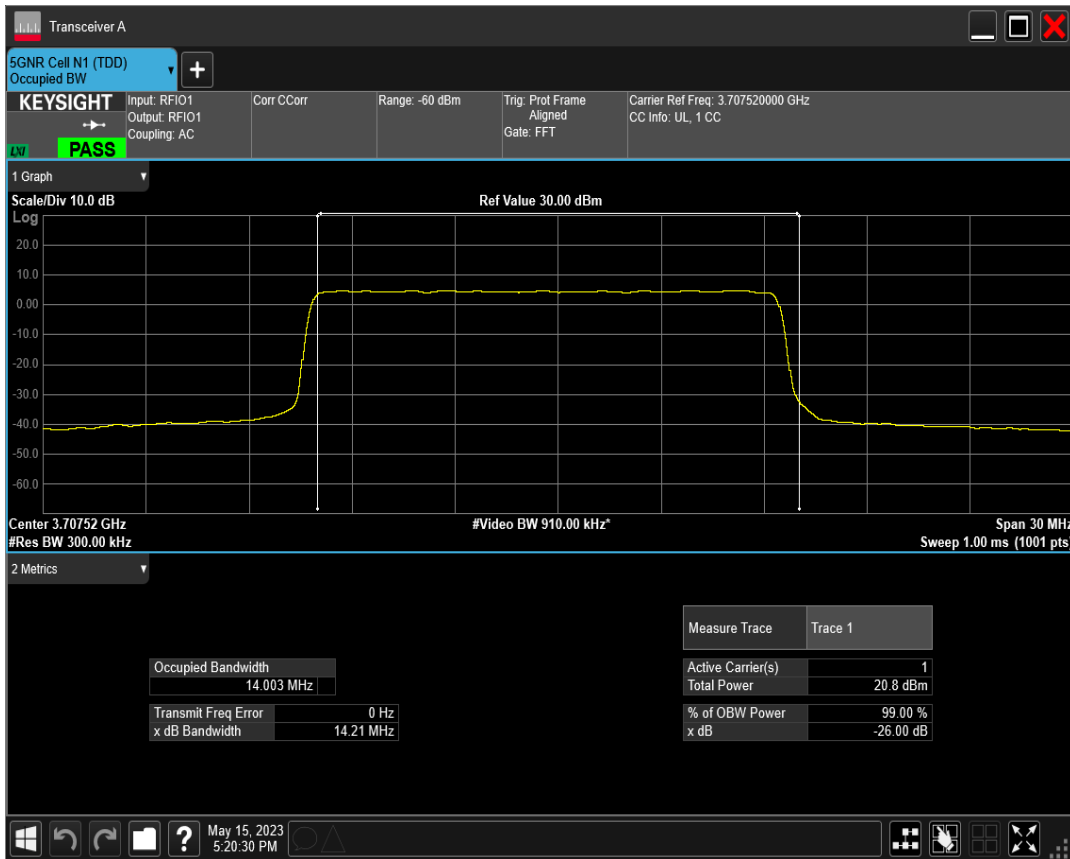 Transceiver A
5GNR Cell N1 (TDD)
Occupied BW
+
KEYSIGHT
LXI
PASS
Input: RFIO1
Output: RFIO1
Coupling: AC
Corr CCorr
Range: -60 dBm
Trig: Prot Frame
Aligned
Gate: FFT
Carrier Ref Freq: 3.707520000 GHz
CC Info: UL, 1 CC
1 Graph
Scale/Div 10.0 dB
Ref Value 30.00 dBm
Log
20.0
10.0
0.00
-10.0
-20.0
-30.0
-40.0
-50.0
-60.0
Center 3.70752 GHz
#Video BW 910.00 kHz*
Span 30 MHz
#Res BW 300.00 kHz
Sweep 1.00 ms (1001 pts)
2 Metrics
Measure Trace Trace 1
Occupied Bandwidth
14.003 MHz
Transmit Freq Error 0 Hz
x dB Bandwidth 14.21 MHz
Active Carrier(s) 1
Total Power 20.8 dBm
% of OBW Power 99.00 %
x dB -26.00 dB
?
May 15, 2023
5:20:30 PM